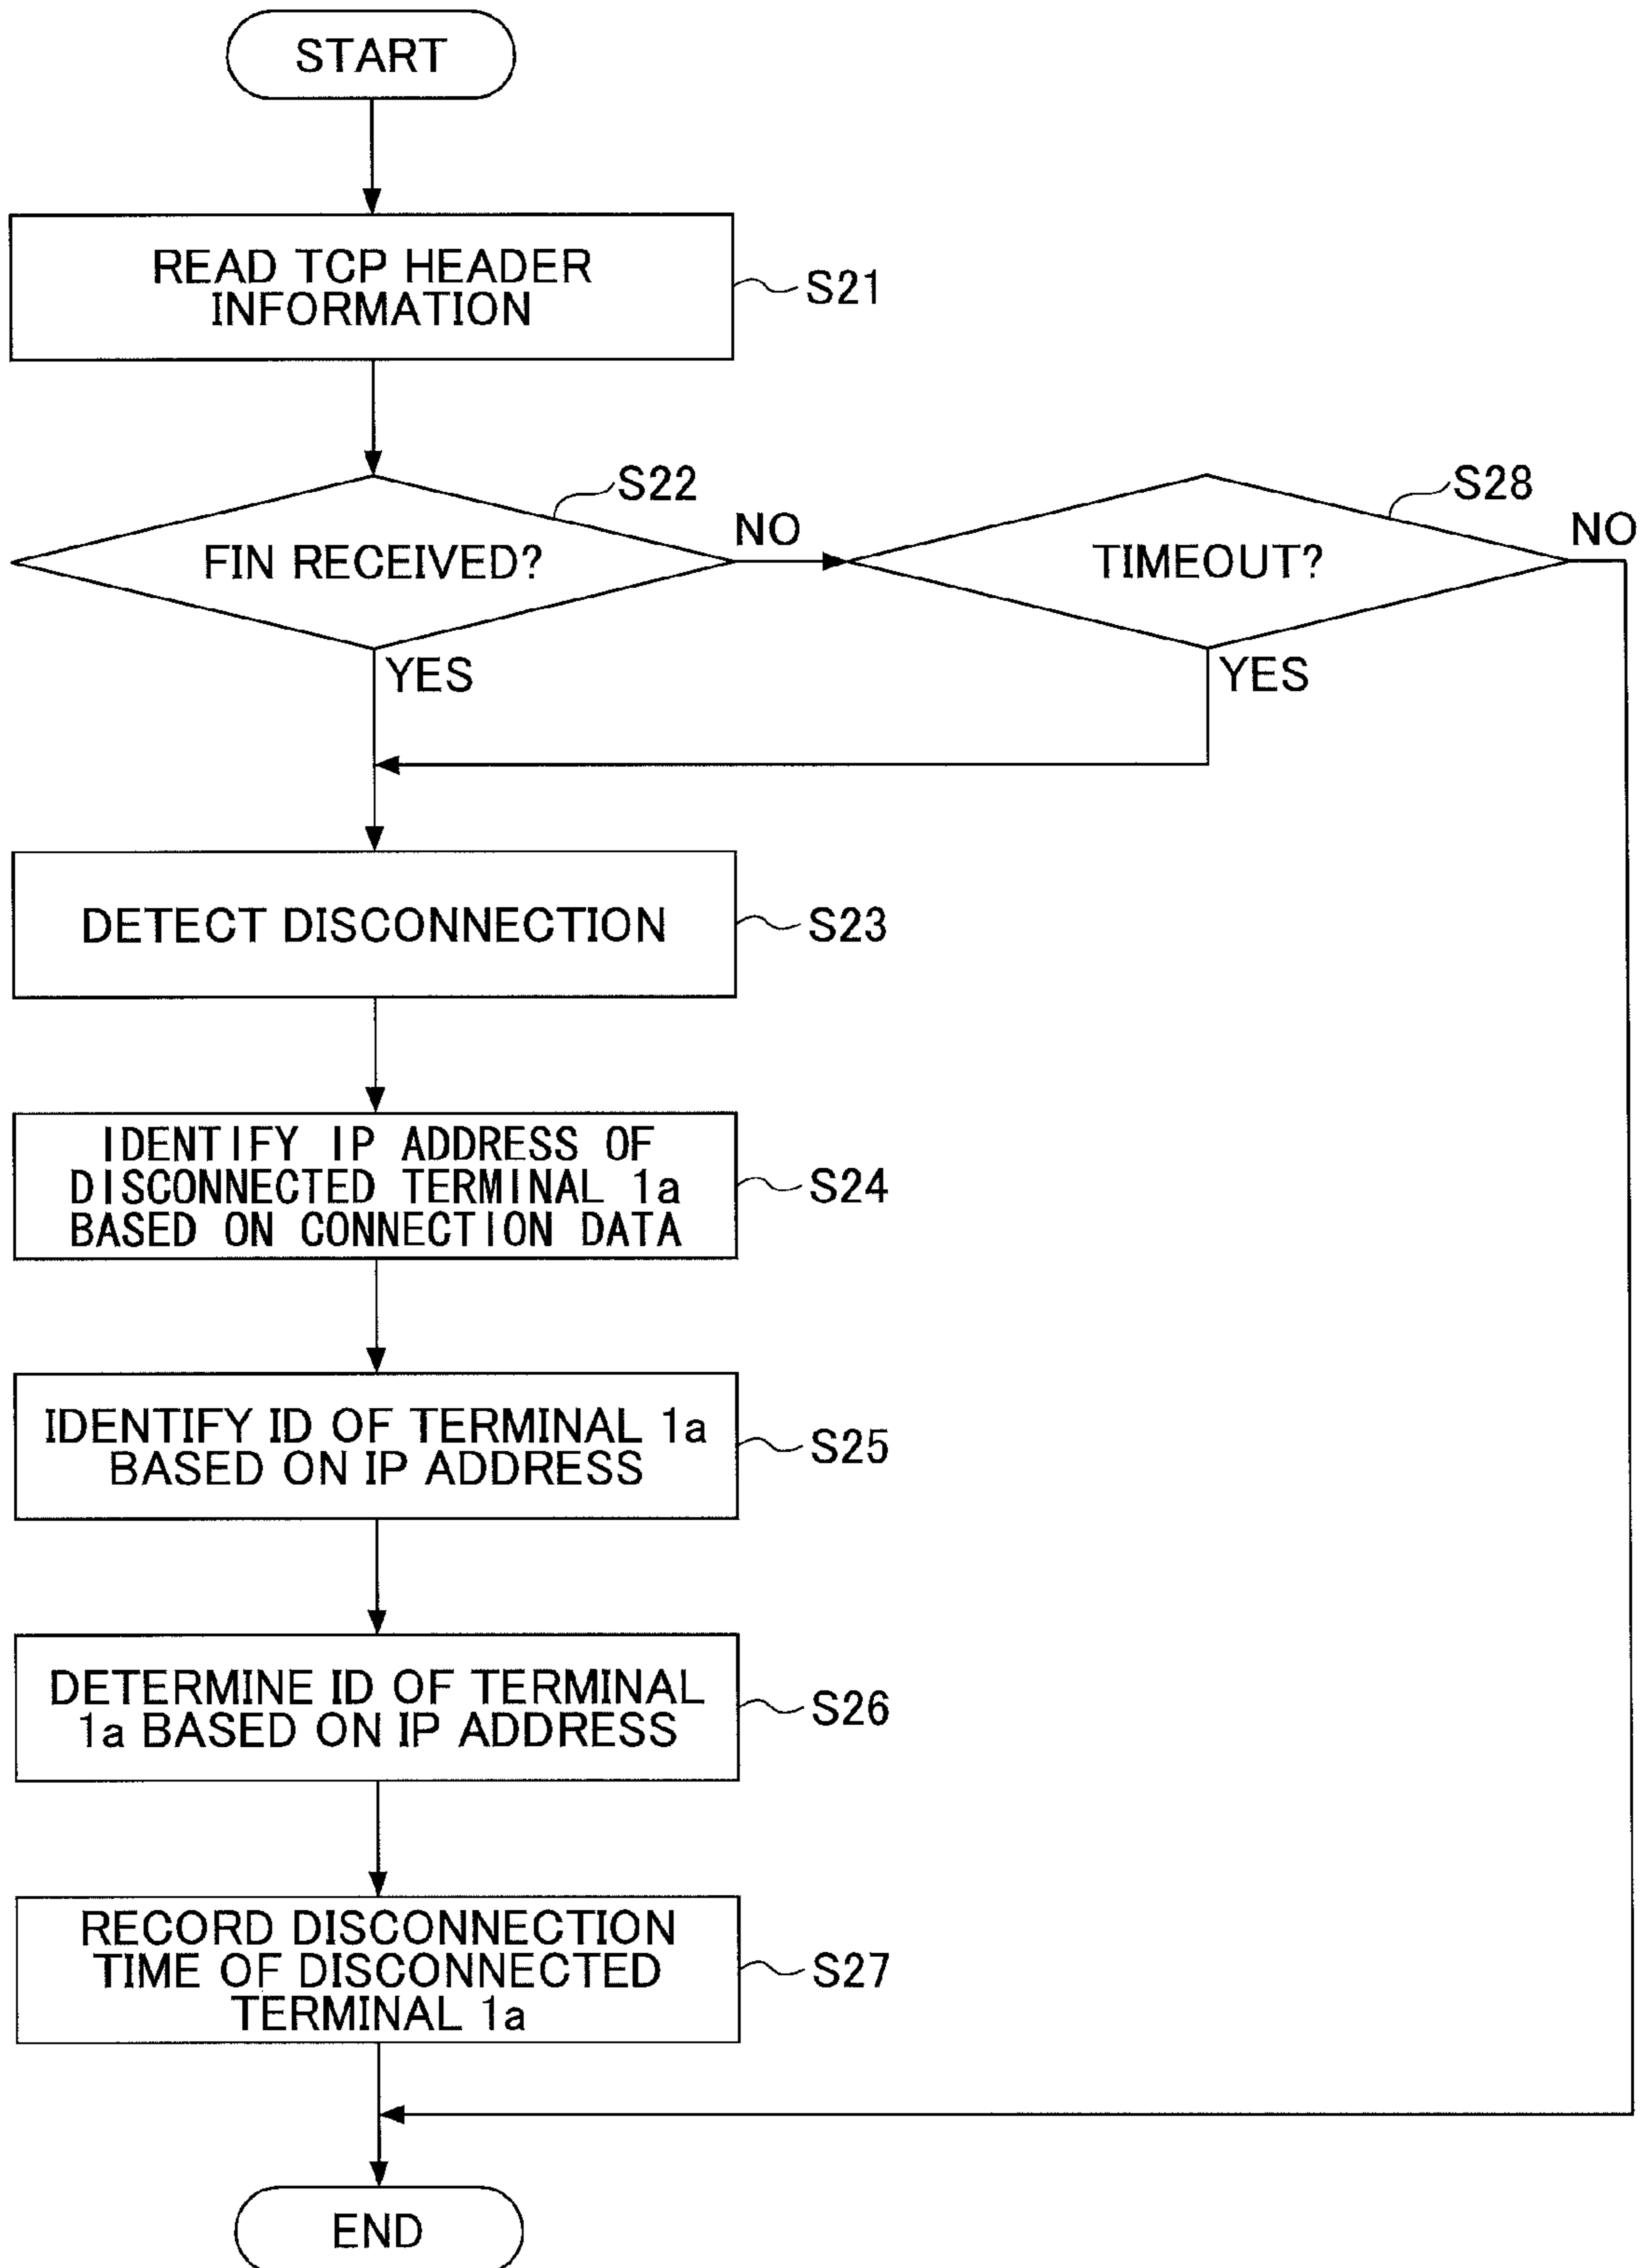 START
READ TCP HEADER
INFORMATION
S21
S22
S28
NO
NO
FIN RECEIVED?
TIMEOUT?
YES
YES
DETECT DISCONNECTION
S23
IDENTIFY IP ADDRESS OF
DISCONNECTED TERMINAL 1a
BASED ON CONNECTION DATA
S24
IDENTIFY ID OF TERMINAL 1a
BASED ON IP ADDRESS
S25
DETERMINE ID OF TERMINAL
1a BASED ON IP ADDRESS
S26
RECORD DISCONNECTION
TIME OF DISCONNECTED
TERMINAL 1a
S27
END